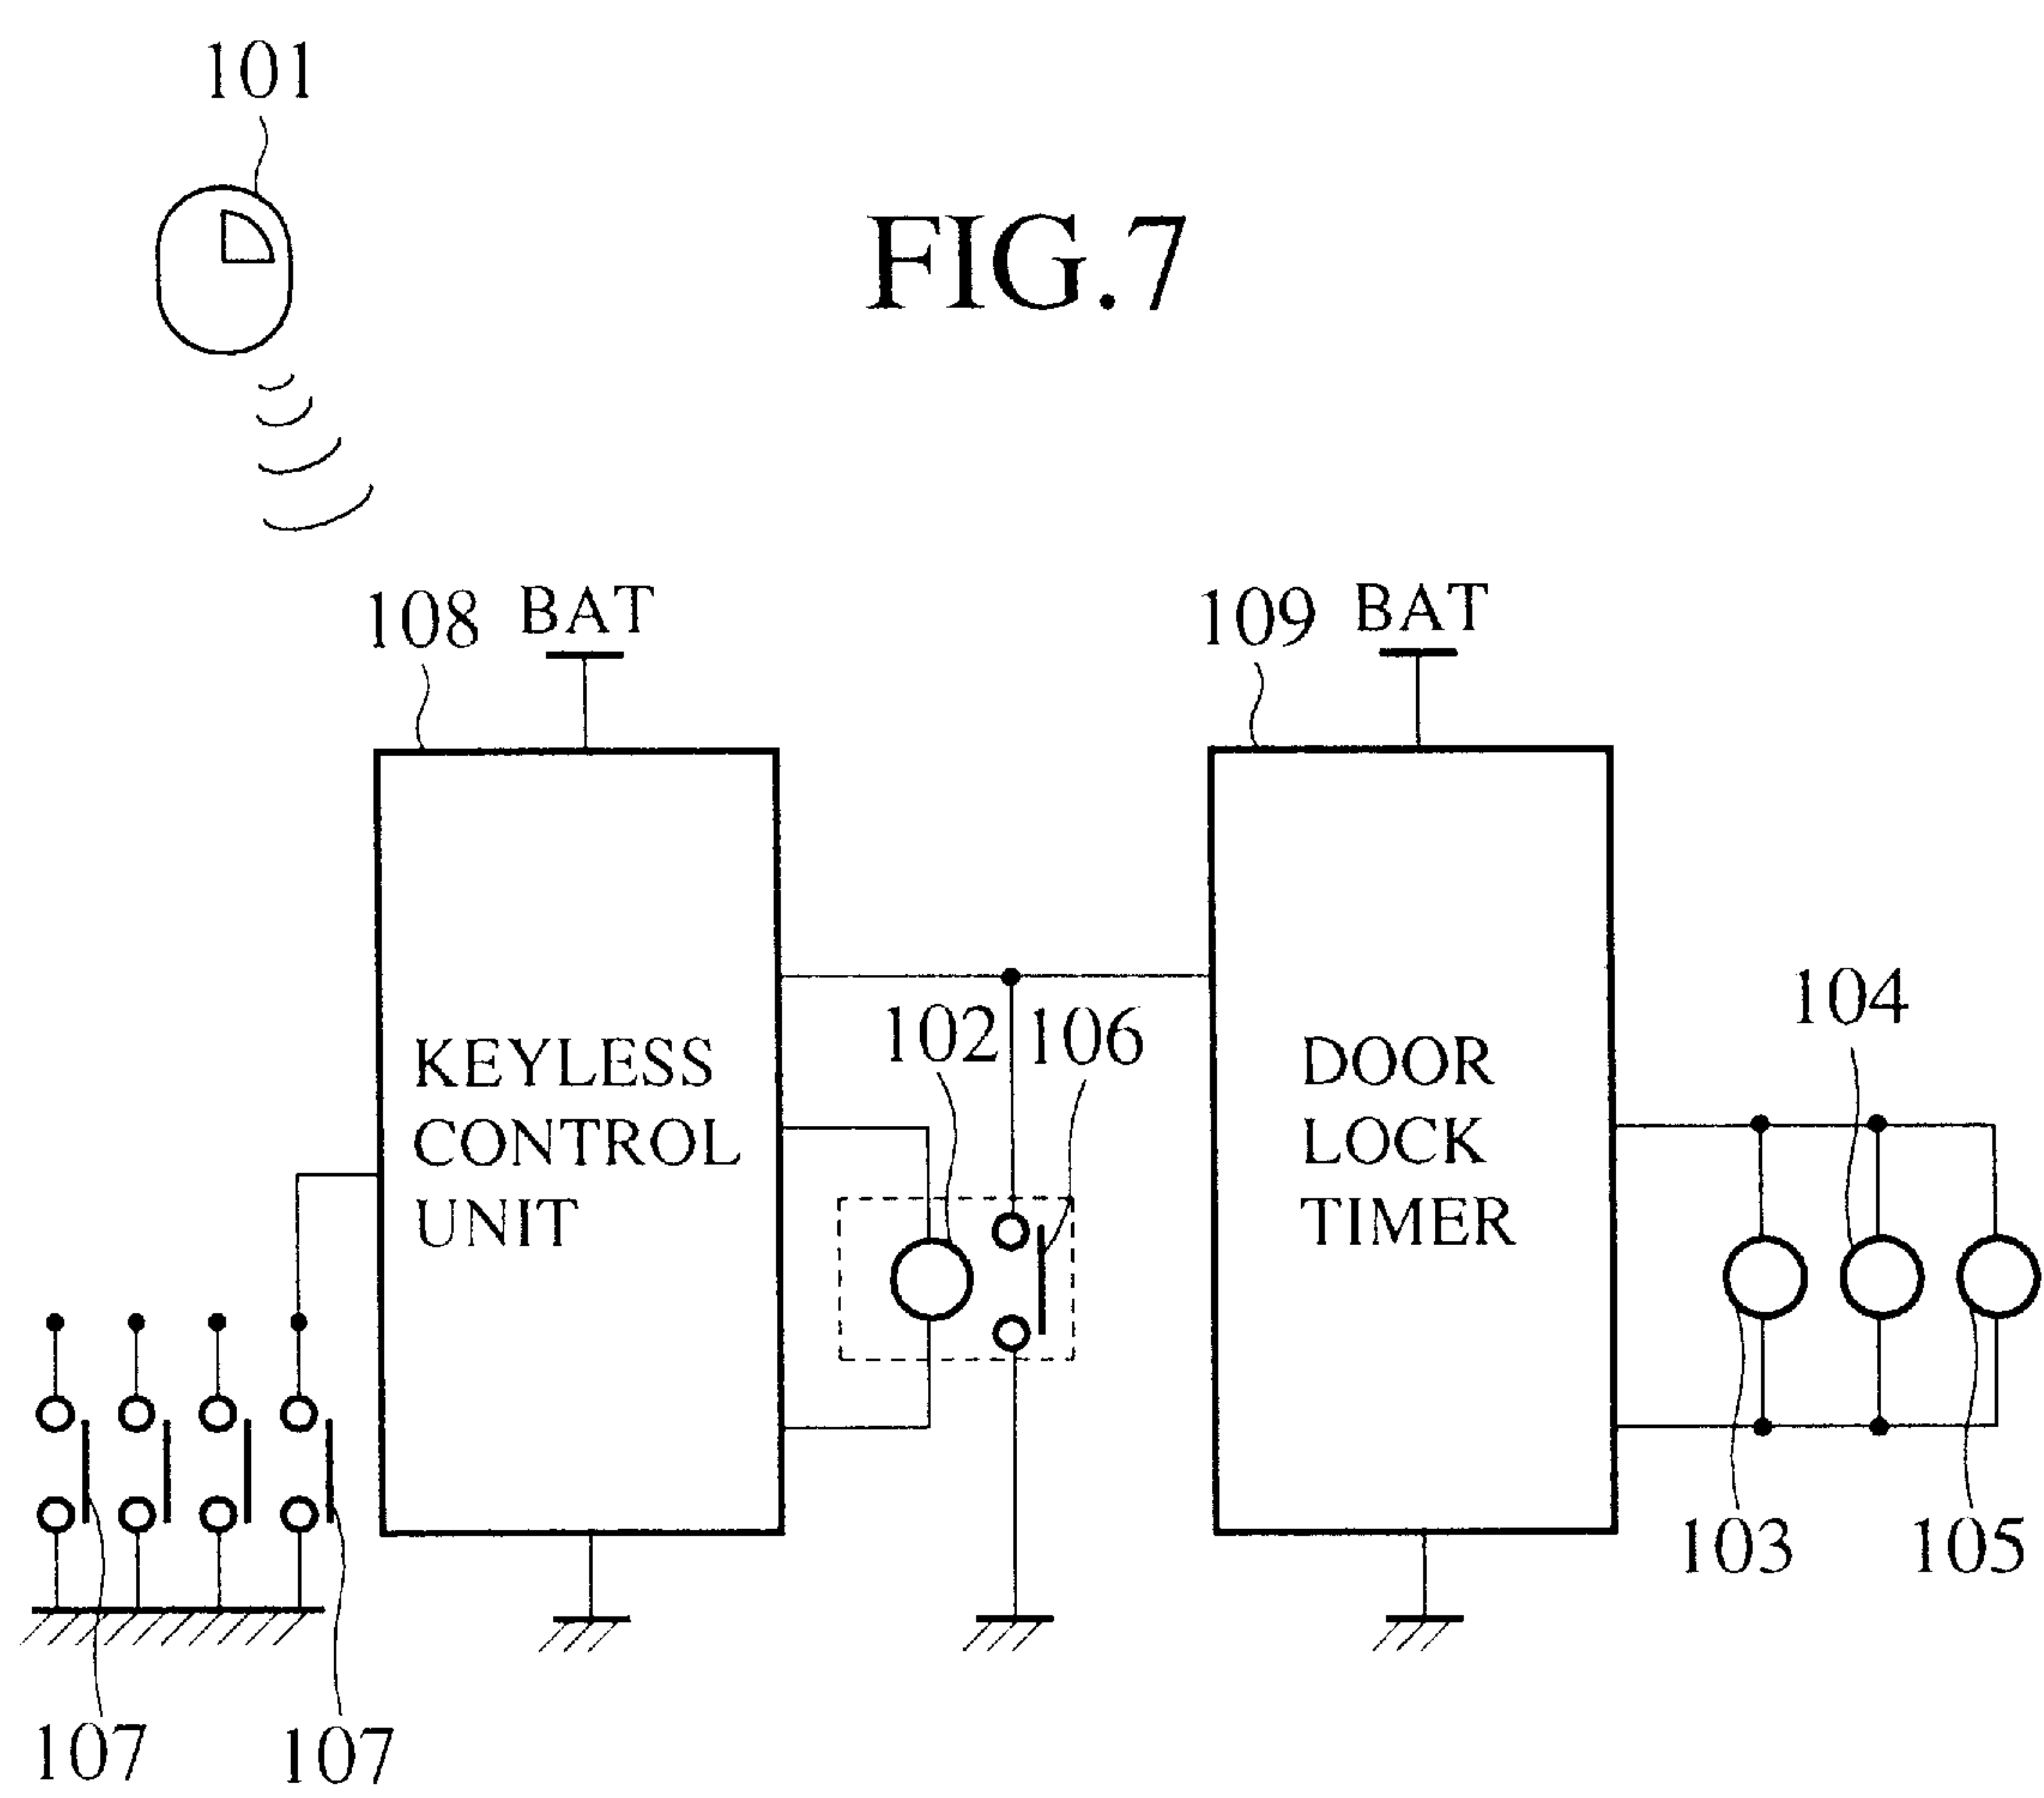 101
FIG.7
108
BAT
109
BAT
102
106
104
KEYLESS
CONTROL
UNIT
DOOR
LOCK
TIMER
103
105
107
107